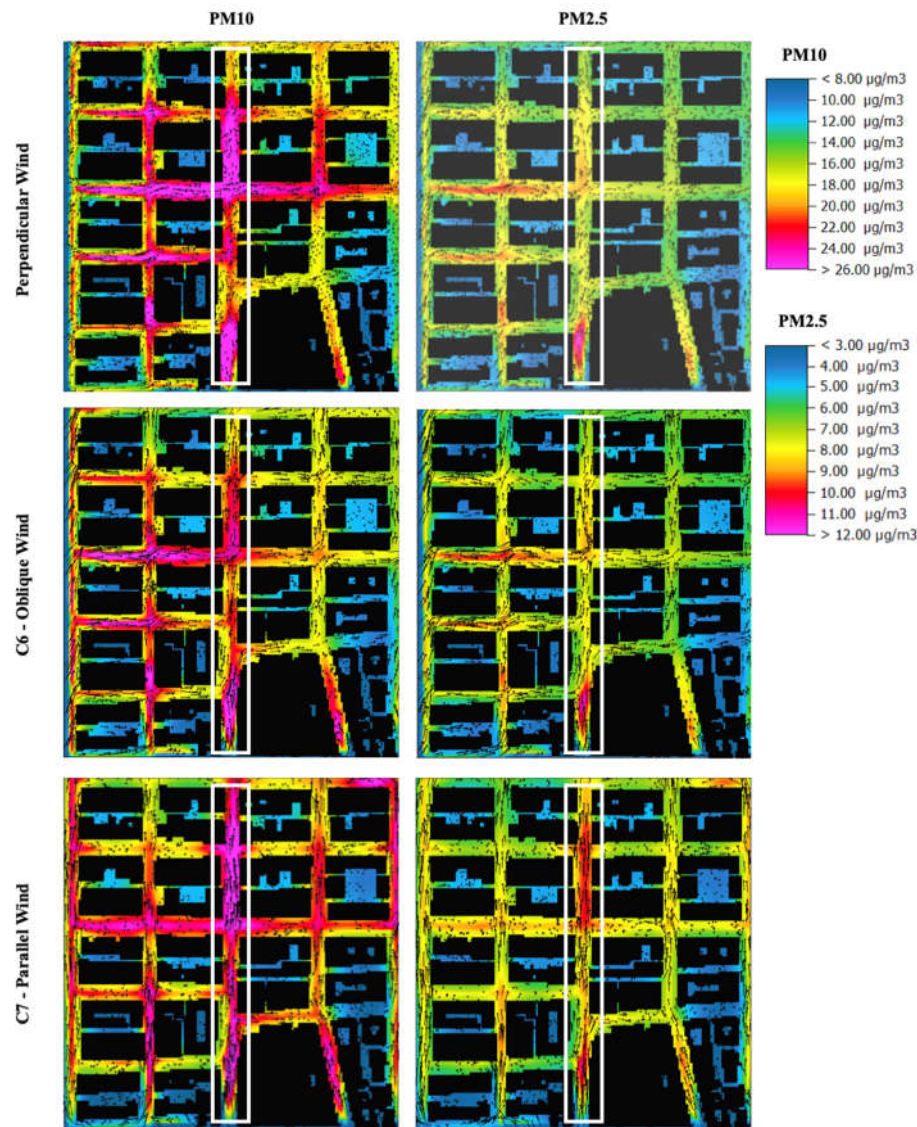 PM10
PM2.5
Perpendicular Wind
C6 - Oblique Wind
C7 - Parallel Wind
PM10
< 8.00 µg/m3
10.00 µg/m3
12.00 µg/m3
14.00 µg/m3
16.00 µg/m3
18.00 µg/m3
20.00 µg/m3
22.00 µg/m3
24.00 µg/m3
> 26.00 µg/m3
PM2.5
< 3.00 µg/m3
4.00 µg/m3
5.00 µg/m3
6.00 µg/m3
7.00 µg/m3
8.00 µg/m3
9.00 µg/m3
10.00 µg/m3
11.00 µg/m3
> 12.00 µg/m3